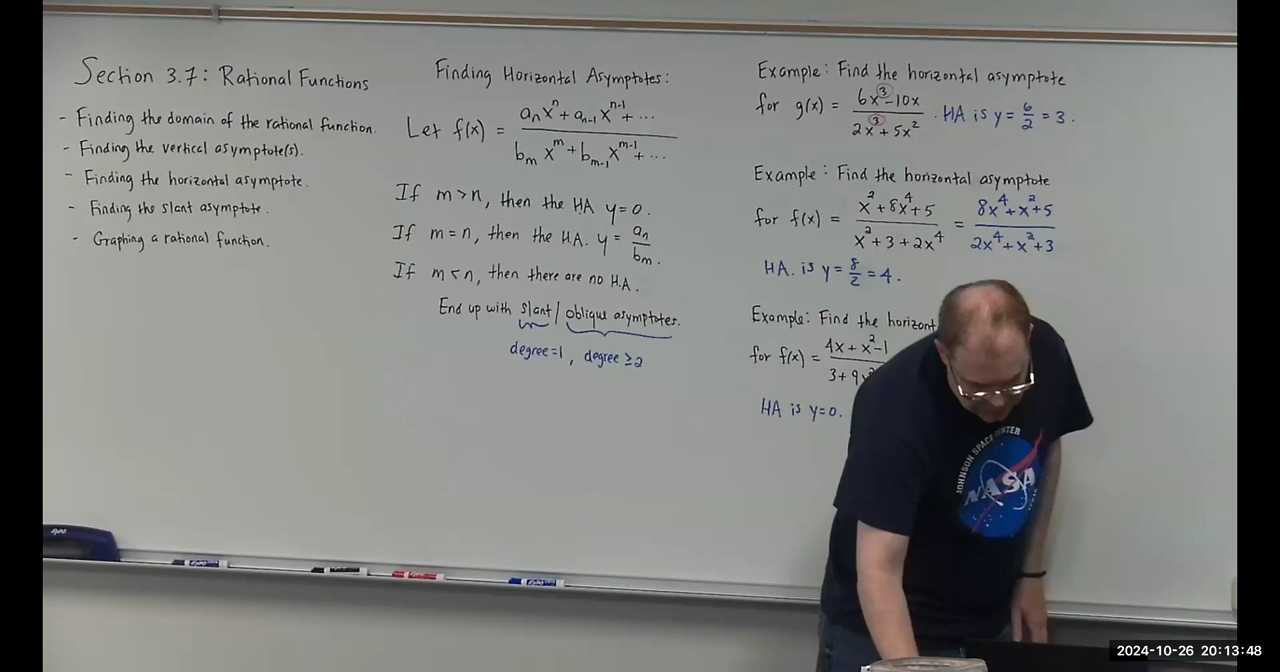 Section 3.7: Rational Functions
- Finding the domain of the rational function.
- Finding the vertical asymptote(s).
- Finding the horizontal asymptote.
- Finding the slant asymptote.
- Graphing a rational function.
Finding Horizontal Asymptotes:
Let f(x) = (aₙxⁿ + aₙ₋₁xⁿ⁻¹ + ...) / (bₘxᵐ + bₘ₋₁xᵐ⁻¹ + ...)
If m > n, then the HA y = 0.
If m = n, then the H.A. y = aₙ/bₘ.
If m < n, then there are no H.A.
End up with slant / oblique asymptotes.
degree = 1, degree ≥ 2
Example: Find the horizontal asymptote
for g(x) = (6x³ - 10x) / (2x³ + 5x²). HA is y = 6/2 = 3.
Example: Find the horizontal asymptote
for f(x) = (x² + 8x⁴ + 5) / (x² + 3 + 2x⁴) = (8x⁴ + x² + 5) / (2x⁴ + x² + 3)
HA. is y = 8/2 = 4.
Example: Find the horizont
for f(x) = (4x + x² - 1) / (3 + 9
HA is y = 0.
JOHNSON SPACE CENTER
NASA
expo
2024-10-26 20:13:48